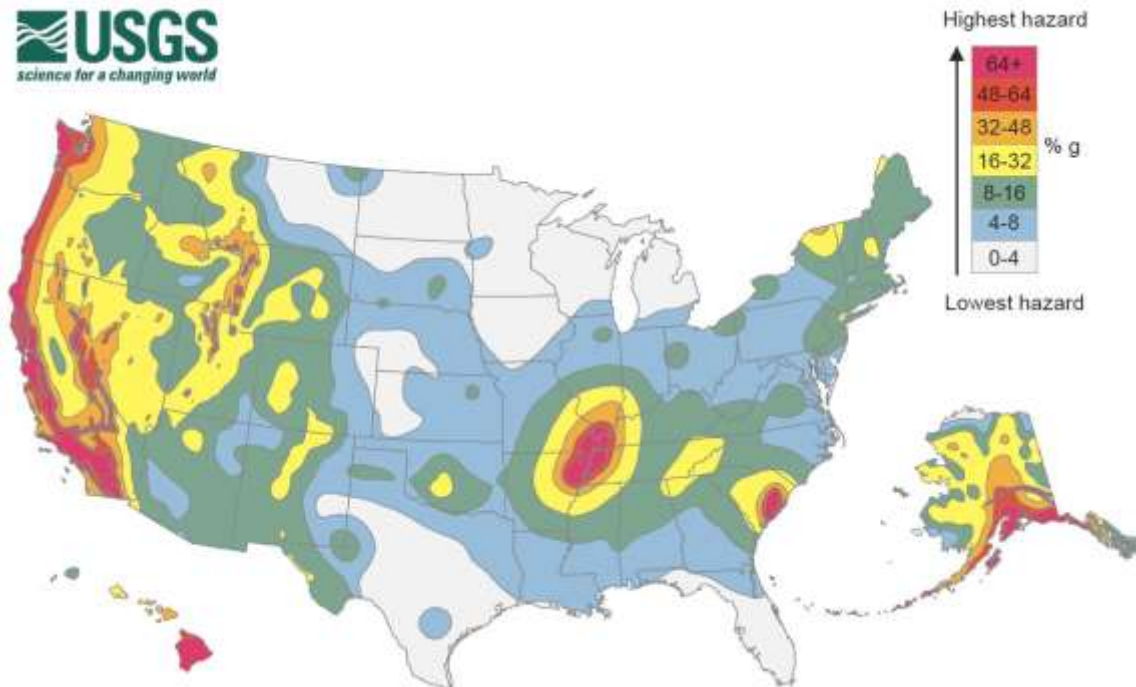 USGS
science for a changing world
Highest hazard
64+
48-64
32-48
16-32
8-16
4-8
0-4
% g
Lowest hazard